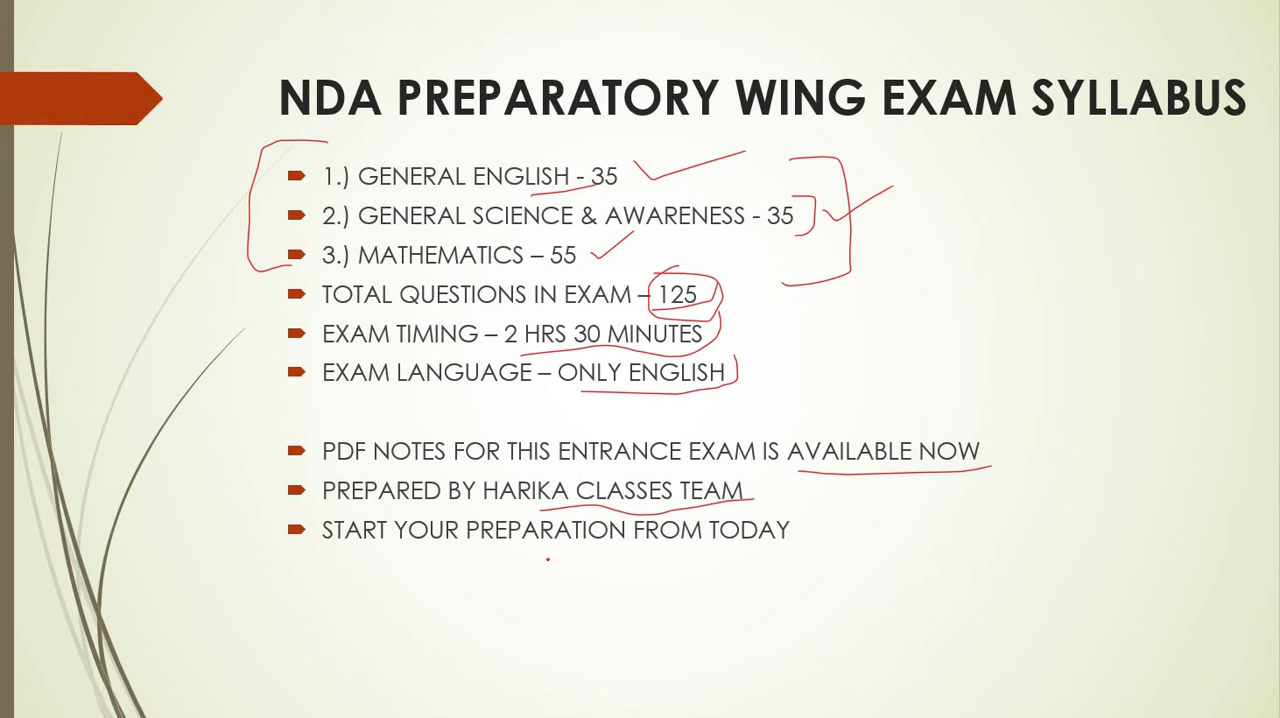 NDA PREPARATORY WING EXAM SYLLABUS
1.) GENERAL ENGLISH - 35
2.) GENERAL SCIENCE & AWARENESS - 35
3.) MATHEMATICS – 55
TOTAL QUESTIONS IN EXAM – 125
EXAM TIMING – 2 HRS 30 MINUTES
EXAM LANGUAGE – ONLY ENGLISH
PDF NOTES FOR THIS ENTRANCE EXAM IS AVAILABLE NOW
PREPARED BY HARIKA CLASSES TEAM
START YOUR PREPARATION FROM TODAY